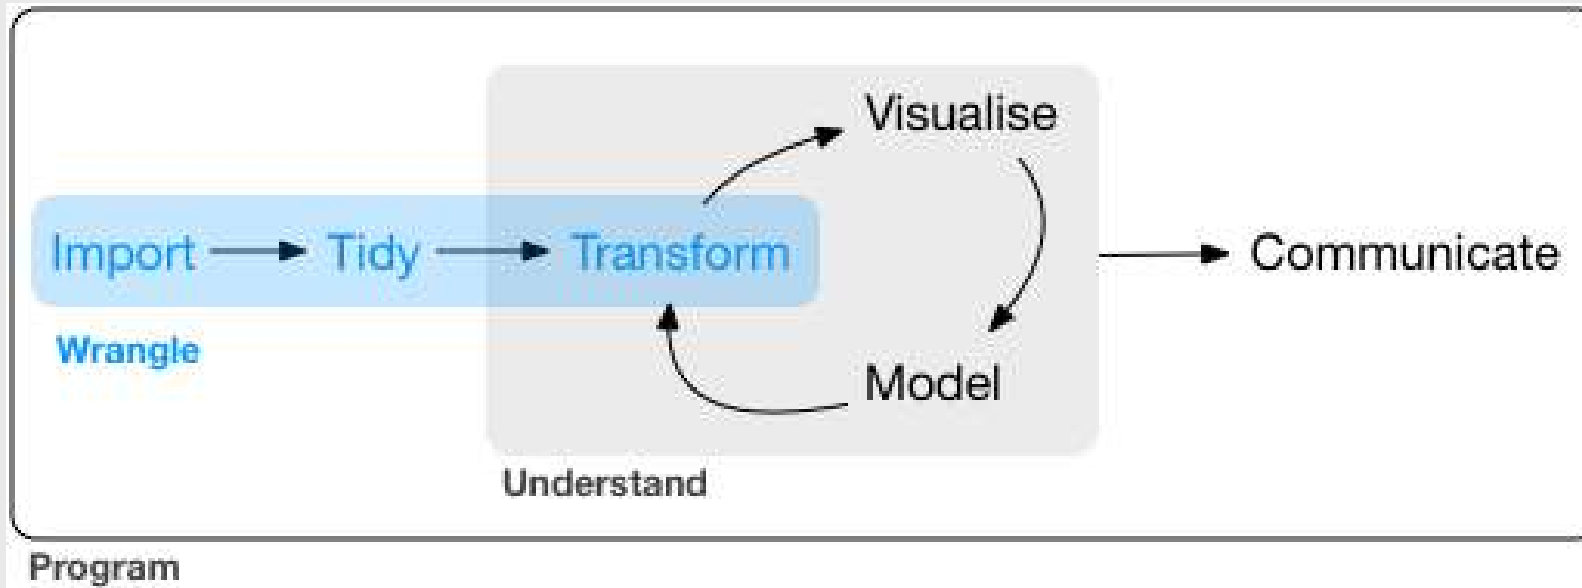 Visualise
Import
Tidy
Transform
Communicate
Wrangle
Model
Understand
Program